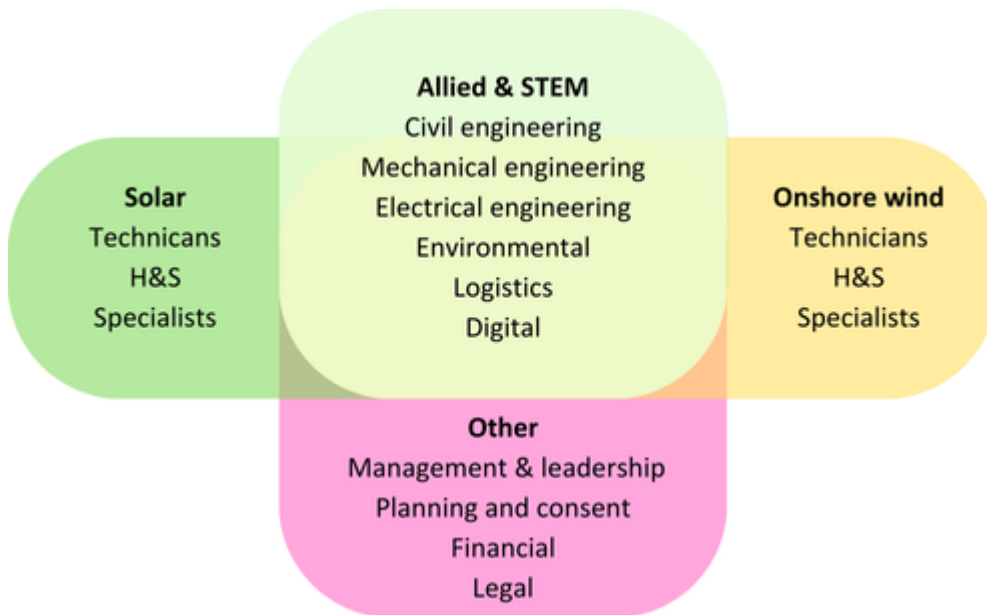 Allied & STEM
Civil engineering
Mechanical engineering
Electrical engineering
Environmental
Logistics
Digital
Solar
Technicans
H&S
Specialists
Onshore wind
Technicians
H&S
Specialists
Other
Management & leadership
Planning and consent
Financial
Legal